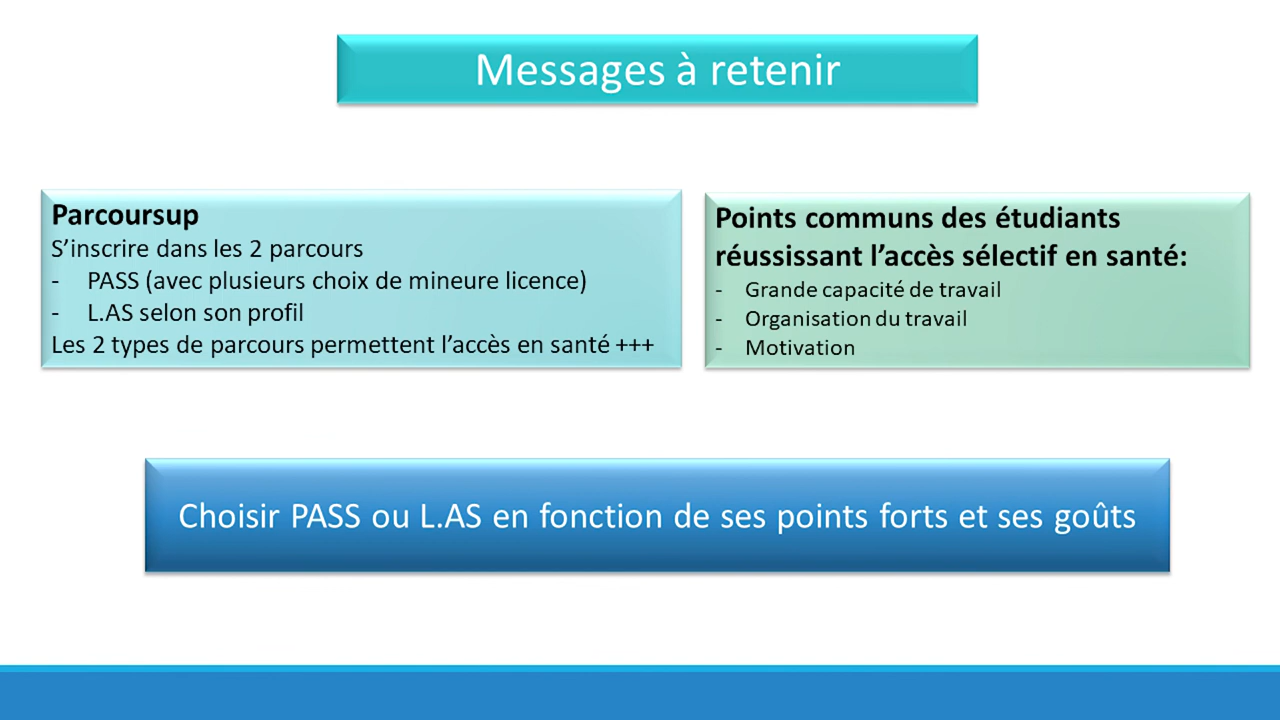 Messages à retenir
Parcoursup
S’inscrire dans les 2 parcours
- PASS (avec plusieurs choix de mineure licence)
- L.AS selon son profil
Les 2 types de parcours permettent l’accès en santé +++
Points communs des étudiants
réussissant l’accès sélectif en santé:
- Grande capacité de travail
- Organisation du travail
- Motivation
Choisir PASS ou L.AS en fonction de ses points forts et ses goûts